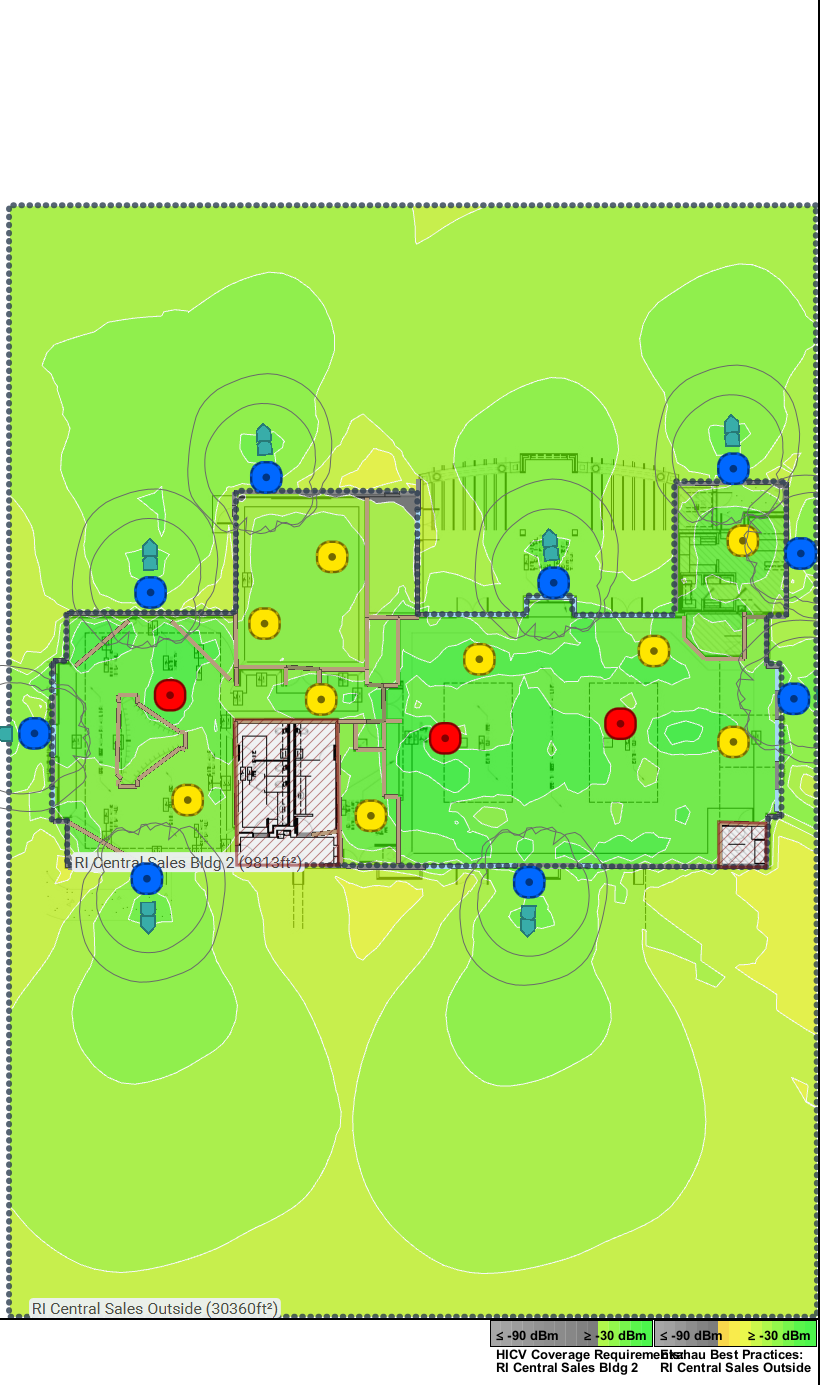 RI Central Sales Bldg 2 (9813ft²)
RI Central Sales Outside (30360ft²)
≤ -90 dBm ≥ -30 dBm ≤ -90 dBm ≥ -30 dBm
HICV Coverage Requirements: Ekahau Best Practices:
RI Central Sales Bldg 2 RI Central Sales Outside